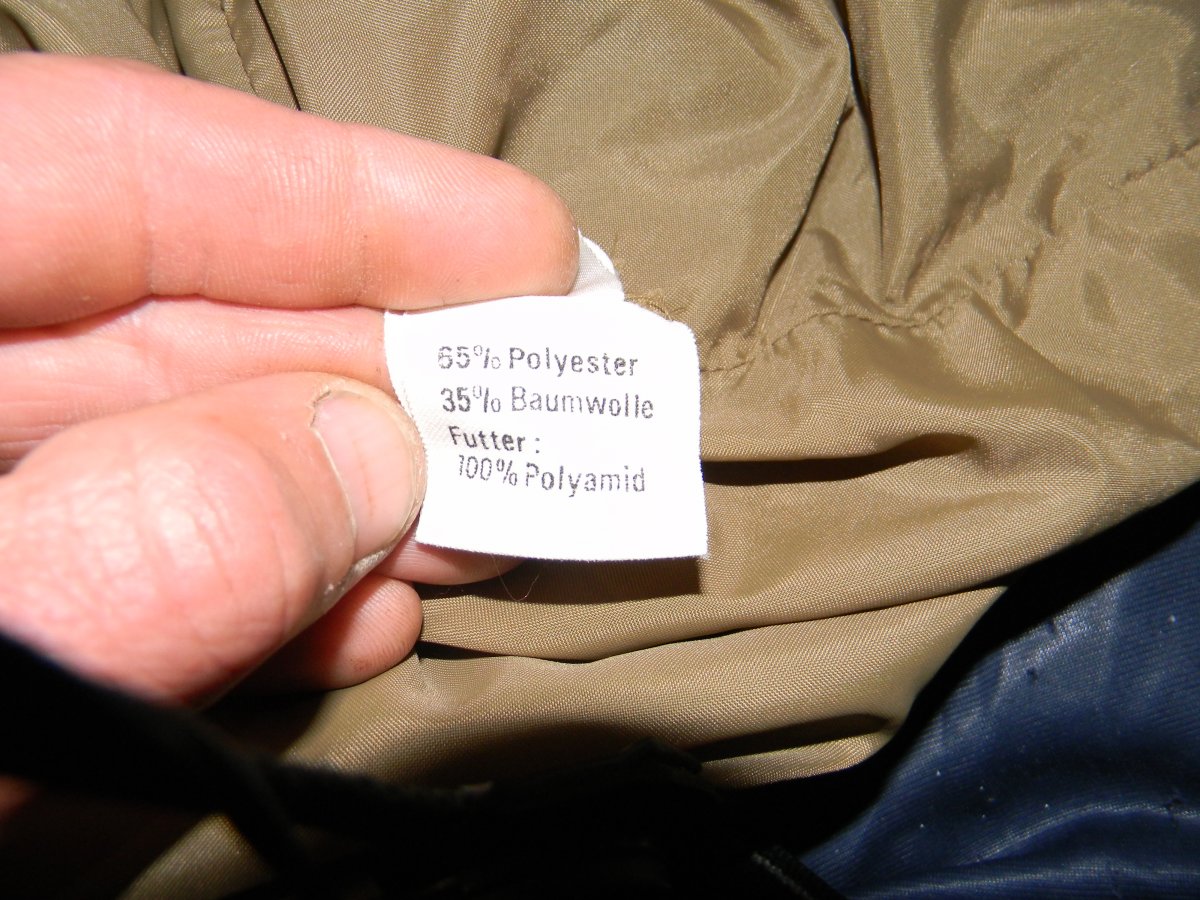 65% Polyester
35% Baumwolle
Futter :
100% Polyamid